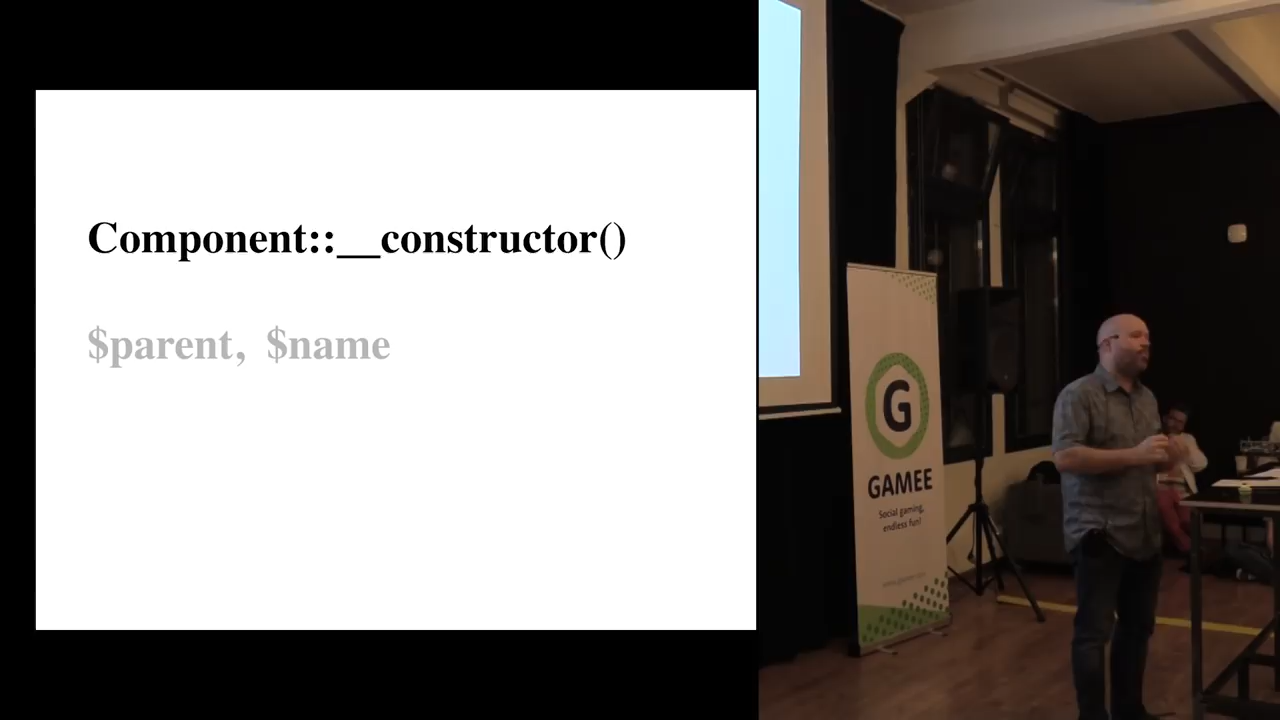 Component::__constructor()
$parent, $name
G
GAMEE
Social gaming,
endless fun!